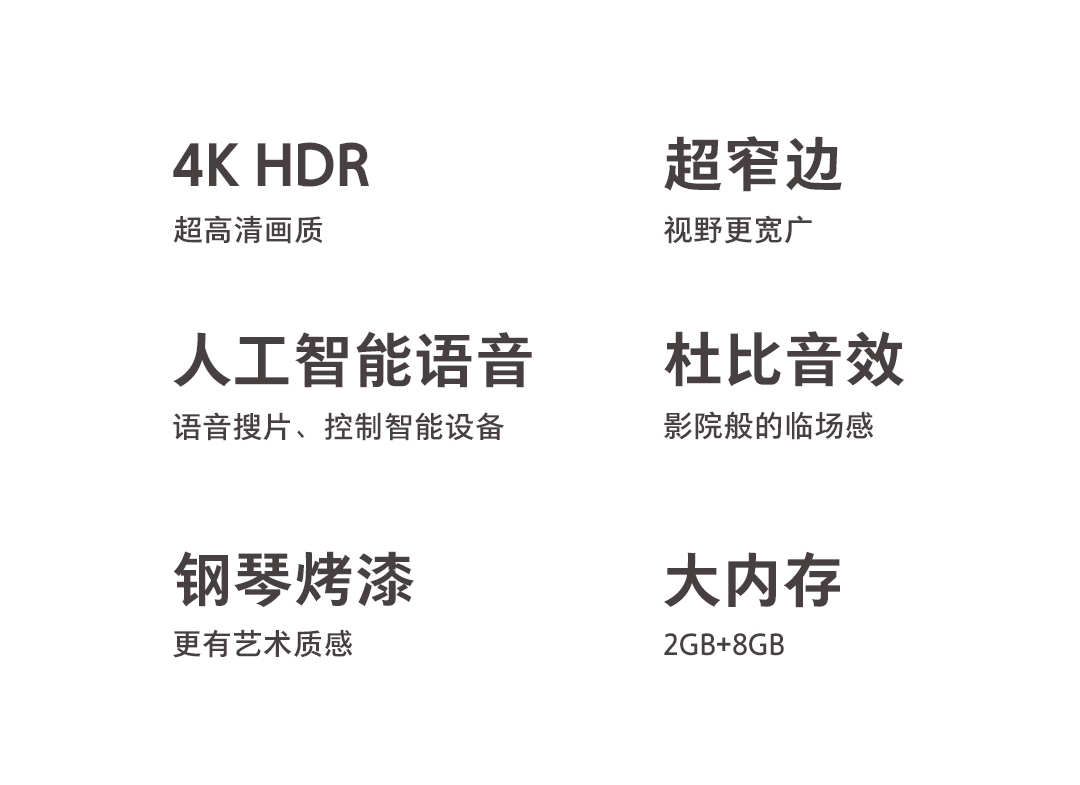 4K HDR
超高清画质
超窄边
视野更宽广
人工智能语音
语音搜片、控制智能设备
杜比音效
影院般的临场感
钢琴烤漆
更有艺术质感
大内存
2GB+8GB